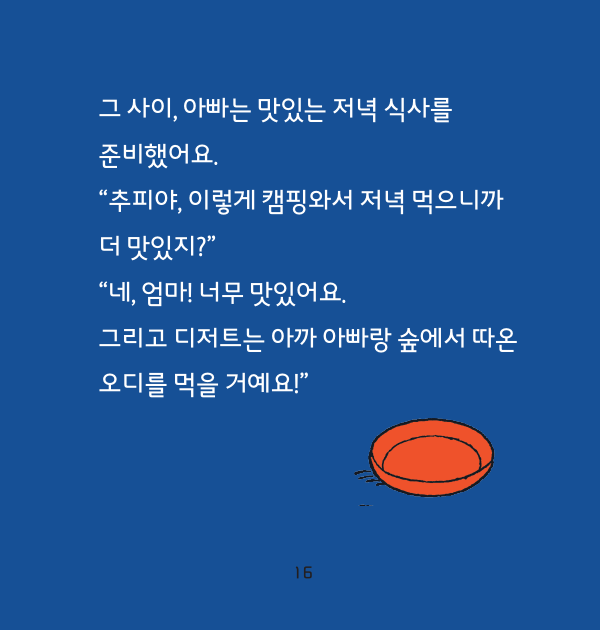 그 사이, 아빠는 맛있는 저녁 식사를
준비했어요.
“추피야, 이렇게 캠핑와서 저녁 먹으니까
더 맛있지?”
“네, 엄마! 너무 맛있어요.
그리고 디저트는 아까 아빠랑 숲에서 따온
오디를 먹을 거예요!”
16